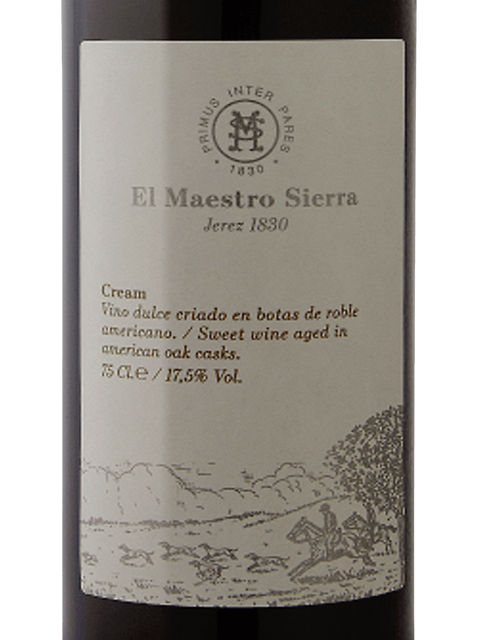 PRIMUS INTER PARES
• 1830 •
El Maestro Sierra
Jerez 1830
Cream
Vino dulce criado en botas de roble
americano. / Sweet wine aged in
american oak casks.
75 Cl.℮ / 17,5% Vol.